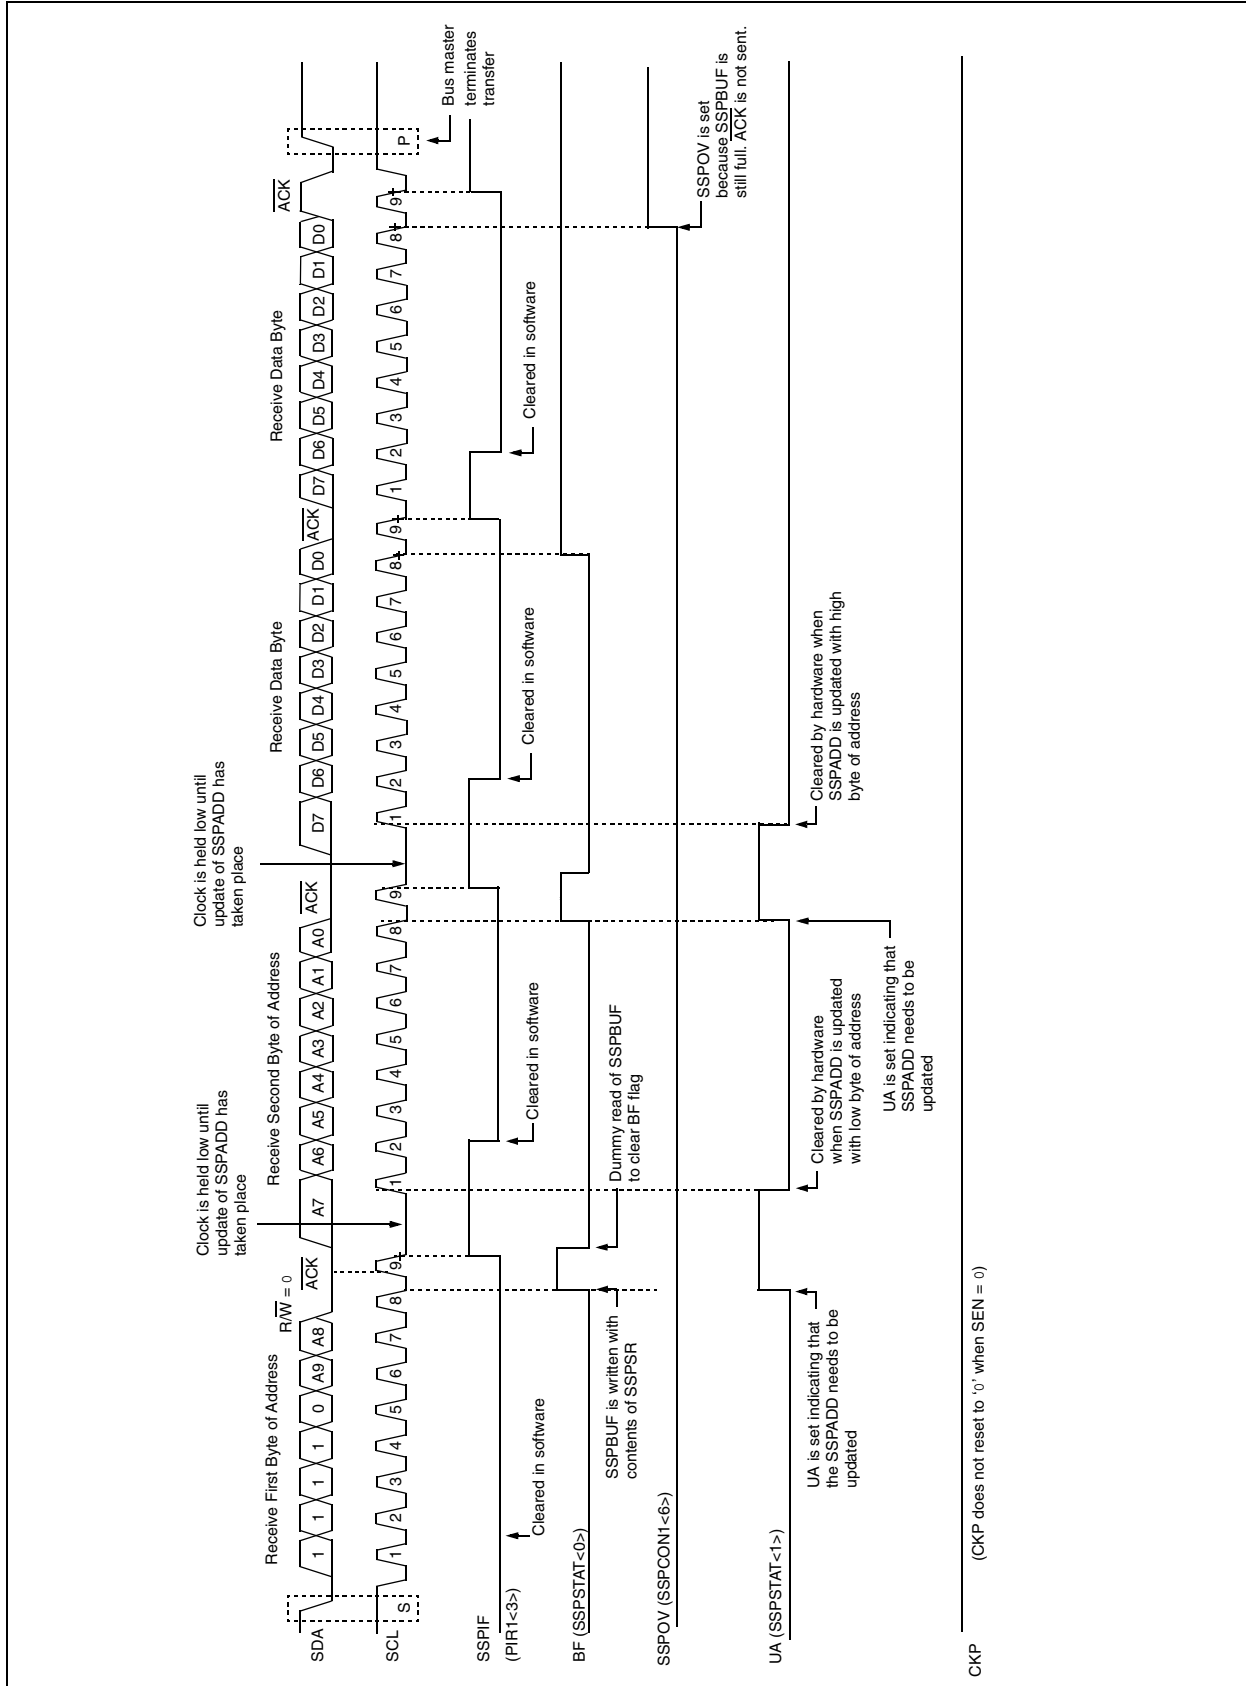 Receive First Byte of Address
R/W = 0
ACK
Clock is held low until
update of SSPADD has
taken place
Receive Second Byte of Address
ACK
Clock is held low until
update of SSPADD has
taken place
Receive Data Byte
ACK
Receive Data Byte
ACK
SDA
1
1
1
1
0
A9
A8
A7
A6
A5
A4
A3
A2
A1
A0
D7
D6
D5
D4
D3
D2
D1
D0
D7
D6
D5
D4
D3
D2
D1
D0
SCL
S
1
2
3
4
5
6
7
8
9
1
2
3
4
5
6
7
8
9
1
2
3
4
5
6
7
8
9
1
2
3
4
5
6
7
8
9
P
Bus master
terminates
transfer
SSPIF
(PIR1<3>)
Cleared in software
Cleared in software
Cleared in software
Cleared in software
BF (SSPSTAT<0>)
SSPBUF is written with
contents of SSPSR
Dummy read of SSPBUF
to clear BF flag
SSPOV (SSPCON1<6>)
SSPOV is set
because SSPBUF is
still full. ACK is not sent.
UA (SSPSTAT<1>)
UA is set indicating that
the SSPADD needs to be
updated
Cleared by hardware
when SSPADD is updated
with low byte of address
UA is set indicating that
SSPADD needs to be
updated
Cleared by hardware when
SSPADD is updated with high
byte of address
CKP
(CKP does not reset to ‘0’ when SEN = 0)